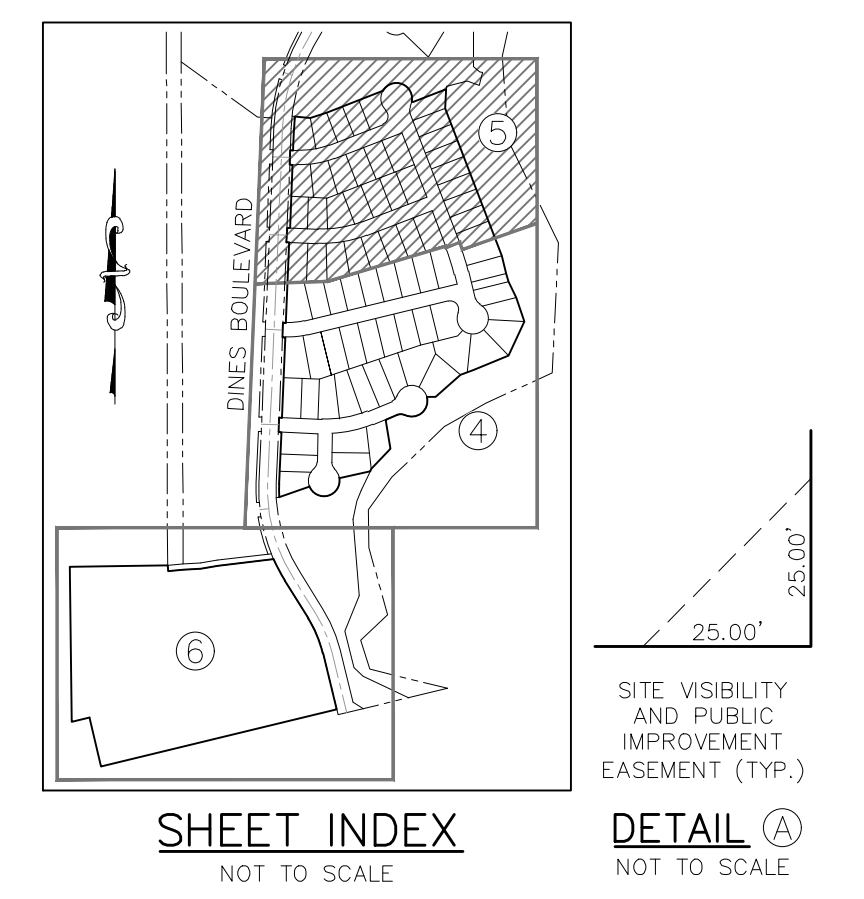 5
DINES BOULEVARD
4
6
SHEET INDEX
NOT TO SCALE
25.00'
25.00'
SITE VISIBILITY
AND PUBLIC
IMPROVEMENT
EASEMENT (TYP.)
DETAIL A
NOT TO SCALE